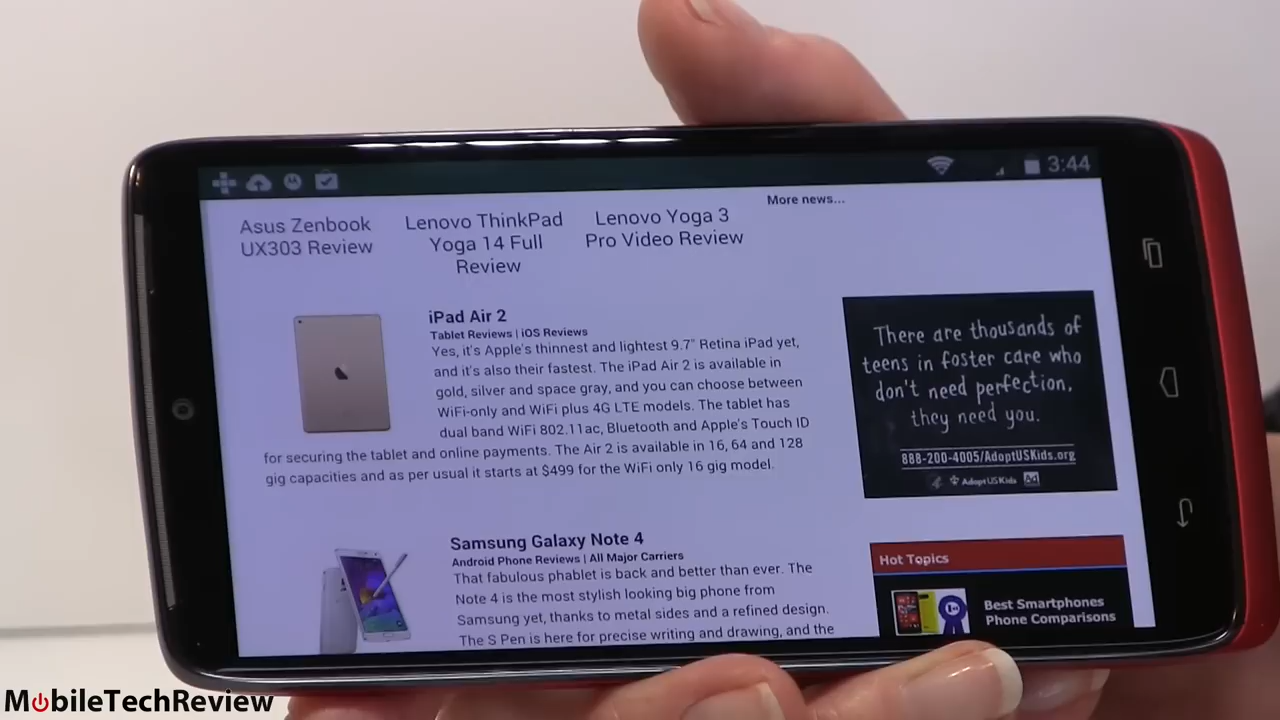 3:44
More news...
Asus Zenbook
UX303 Review
Lenovo ThinkPad
Yoga 14 Full
Review
Lenovo Yoga 3
Pro Video Review
iPad Air 2
Tablet Reviews | iOS Reviews
Yes, it's Apple's thinnest and lightest 9.7" Retina iPad yet,
and it's also their fastest. The iPad Air 2 is available in
gold, silver and space gray, and you can choose between
WiFi-only and WiFi plus 4G LTE models. The tablet has
dual band WiFi 802.11ac, Bluetooth and Apple's Touch ID
for securing the tablet and online payments. The Air 2 is available in 16, 64 and 128
gig capacities and as per usual it starts at $499 for the WiFi only 16 gig model.
There are thousands of
teens in foster care who
don't need perfection,
they need you.
888-200-4005/AdoptUSKids.org
AdoptUSKids
Ad
Samsung Galaxy Note 4
Android Phone Reviews | All Major Carriers
That fabulous phablet is back and better than ever. The
Note 4 is the most stylish looking big phone from
Samsung yet, thanks to metal sides and a refined design.
The S Pen is here for precise writing and drawing, and the
Hot Topics
Best Smartphones
Phone Comparisons
MobileTechReview